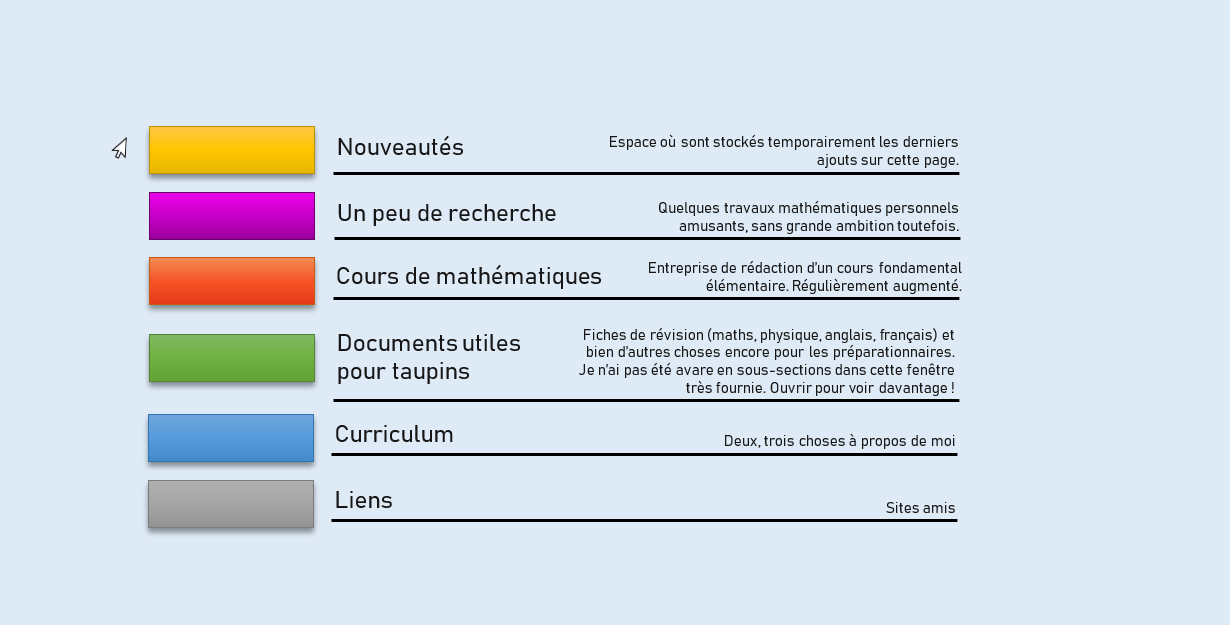 Nouveautés
Espace où sont stockés temporairement les derniers
ajouts sur cette page.
Un peu de recherche
Quelques travaux mathématiques personnels
amusants, sans grande ambition toutefois.
Cours de mathématiques
Entreprise de rédaction d'un cours fondamental
élémentaire. Régulièrement augmenté.
Documents utiles
pour taupins
Fiches de révision (maths, physique, anglais, français) et
bien d'autres choses encore pour les préparationnaires.
Je n'ai pas été avare en sous-sections dans cette fenêtre
très fournie. Ouvrir pour voir davantage !
Curriculum
Deux, trois choses à propos de moi
Liens
Sites amis